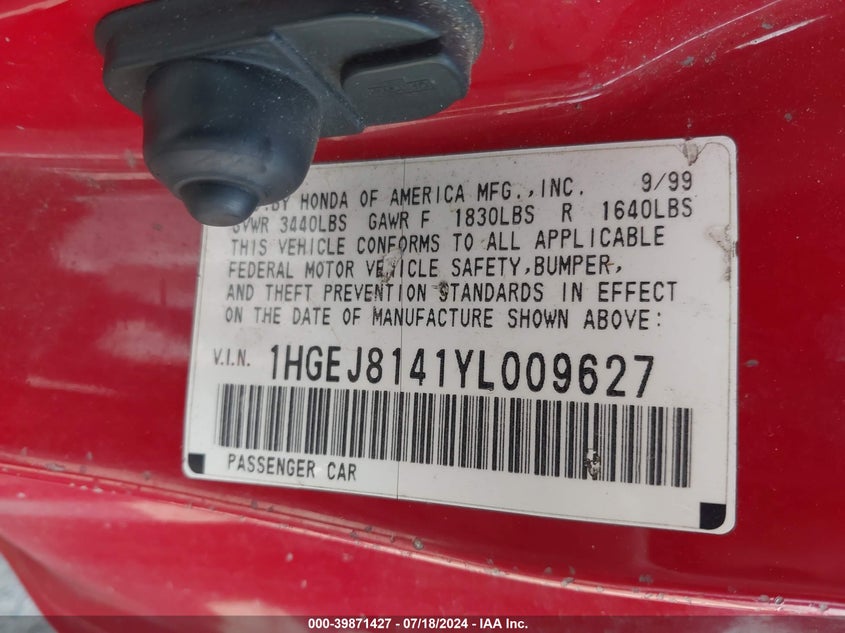 BY HONDA OF AMERICA MFG.,INC. 9/99
GVWR 3440LBS GAWR F 1830LBS R 1640LBS
THIS VEHICLE CONFORMS TO ALL APPLICABLE
FEDERAL MOTOR VEHICLE SAFETY,BUMPER,
AND THEFT PREVENTION STANDARDS IN EFFECT
ON THE DATE OF MANUFACTURE SHOWN ABOVE:
V.I.N. 1HGEJ8141YL009627
PASSENGER CAR
000-39871427 - 07/18/2024 - IAA Inc.